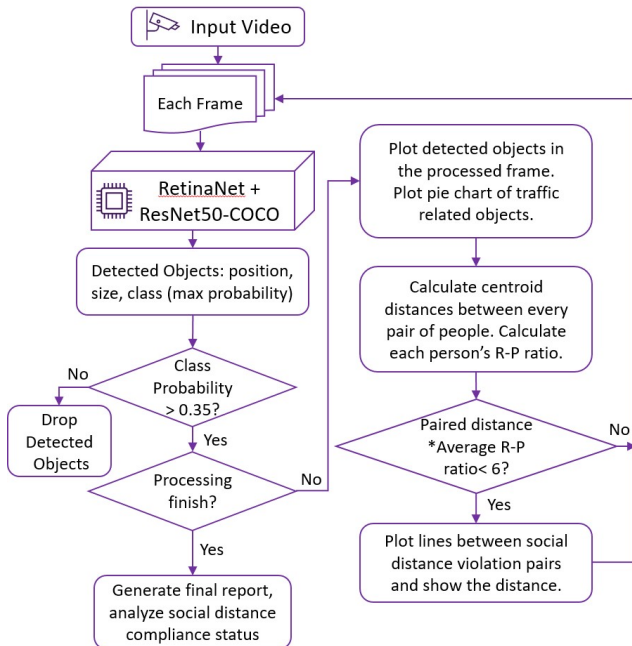 Input Video
Each Frame
RetinaNet +
ResNet50-COCO
Detected Objects: position,
size, class (max probability)
Class
Probability
> 0.35?
No
Drop
Detected
Objects
Yes
Processing
finish?
No
Yes
Generate final report,
analyze social distance
compliance status
Plot detected objects in
the processed frame.
Plot pie chart of traffic
related objects.
Calculate centroid
distances between every
pair of people. Calculate
each person’s R-P ratio.
Paired distance
*Average R-P
ratio< 6?
No
Yes
Plot lines between social
distance violation pairs
and show the distance.